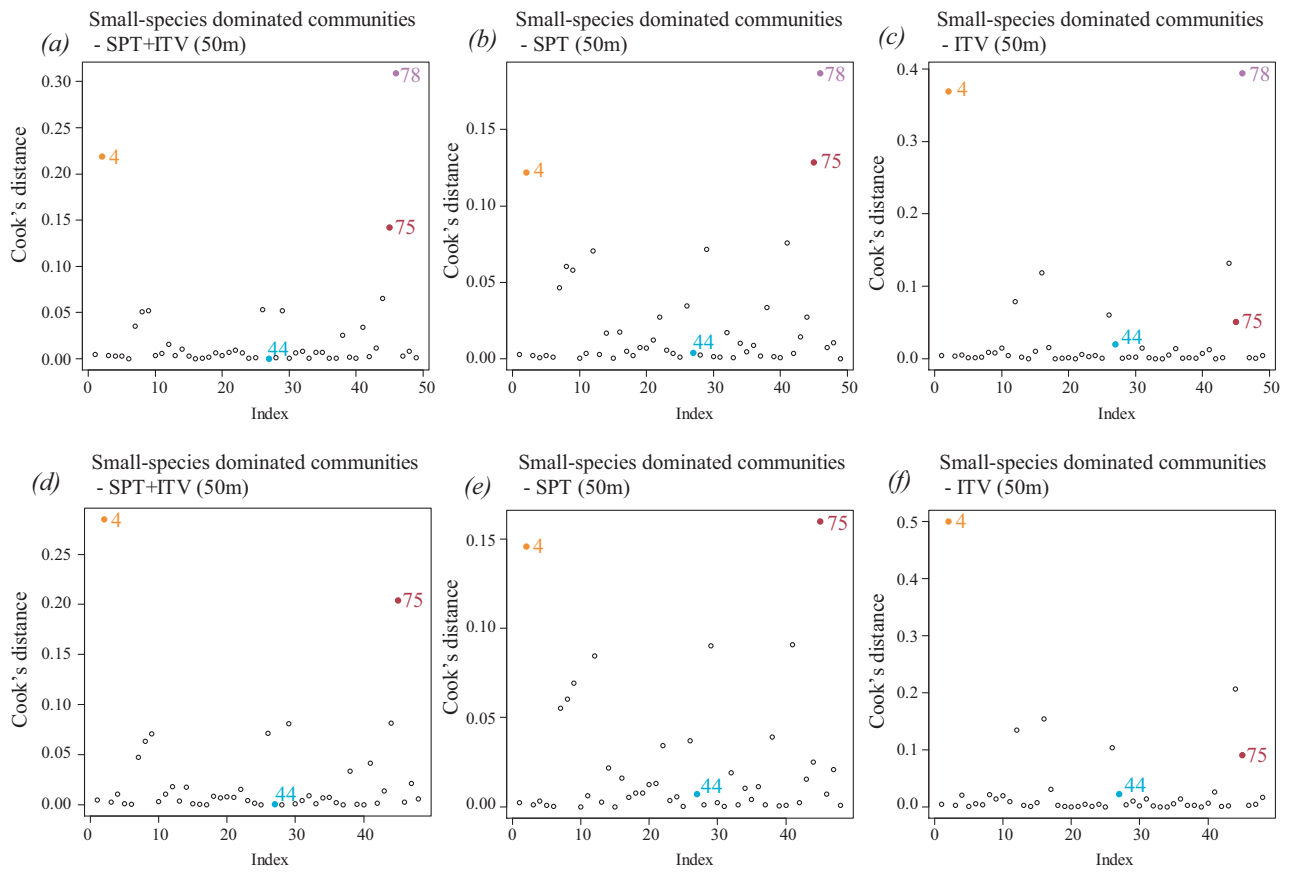 (a) Small-species dominated communities
- SPT+ITV (50m)
Cook's distance
0.30
0.25
0.20
0.15
0.10
0.05
0.00
4
78
75
44
0 10 20 30 40 50
Index
(b) Small-species dominated communities
- SPT (50m)
Cook's distance
0.15
0.10
0.05
0.00
4
78
75
44
0 10 20 30 40 50
Index
(c) Small-species dominated communities
- ITV (50m)
Cook's distance
0.4
0.3
0.2
0.1
0.0
4
78
75
44
0 10 20 30 40 50
Index
(d) Small-species dominated communities
- SPT+ITV (50m)
Cook's distance
0.25
0.20
0.15
0.10
0.05
0.00
4
75
44
0 10 20 30 40
Index
(e) Small-species dominated communities
- SPT (50m)
Cook's distance
0.15
0.10
0.05
0.00
4
75
44
0 10 20 30 40
Index
(f) Small-species dominated communities
- ITV (50m)
Cook's distance
0.5
0.4
0.3
0.2
0.1
0.0
4
75
44
0 10 20 30 40
Index